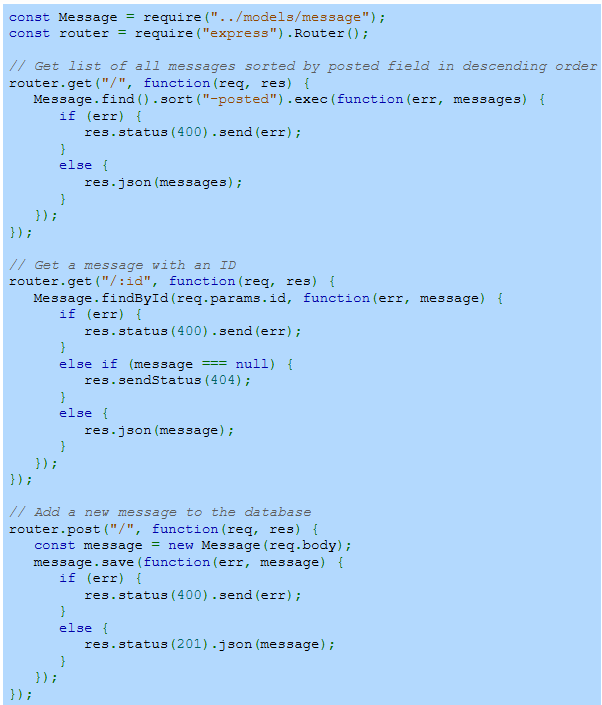 const Message = require("../models/message");
const router = require("express").Router();

// Get list of all messages sorted by posted field in descending order
router.get("/", function(req, res) {
   Message.find().sort("-posted").exec(function(err, messages) {
      if (err) {
         res.status(400).send(err);
      }
      else {
         res.json(messages);
      }
   });
});

// Get a message with an ID
router.get("/:id", function(req, res) {
   Message.findById(req.params.id, function(err, message) {
      if (err) {
         res.status(400).send(err);
      }
      else if (message === null) {
         res.sendStatus(404);
      }
      else {
         res.json(message);
      }
   });
});

// Add a new message to the database
router.post("/", function(req, res) {
   const message = new Message(req.body);
   message.save(function(err, message) {
      if (err) {
         res.status(400).send(err);
      }
      else {
         res.status(201).json(message);
      }
   });
});